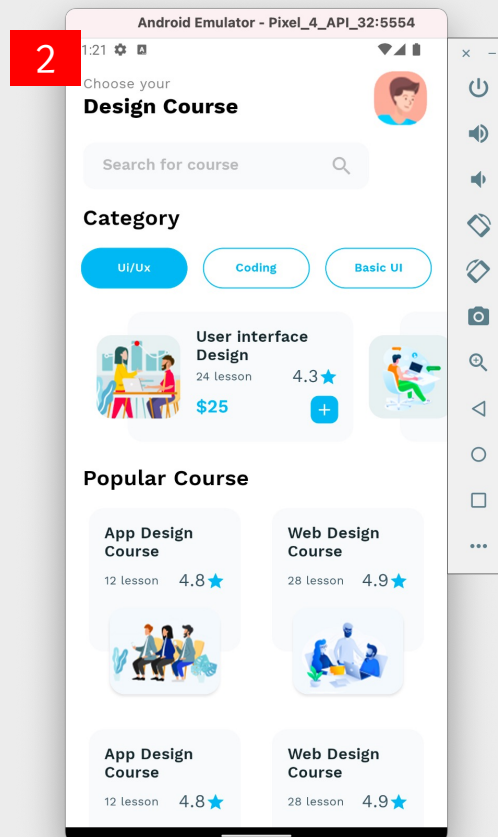 Android Emulator - Pixel_4_API_32:5554
2
1:21
Choose your
Design Course
Search for course
Category
Ui/Ux
Coding
Basic UI
User interface
Design
24 lesson
4.3
$25
Popular Course
App Design
Course
12 lesson
4.8
Web Design
Course
28 lesson
4.9
App Design
Course
12 lesson
4.8
Web Design
Course
28 lesson
4.9